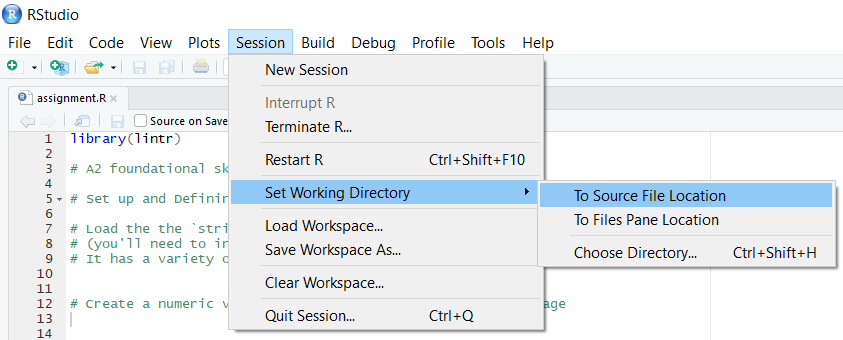 RStudio
File Edit Code View Plots Session Build Debug Profile Tools Help
assignment.R
Source on Save
New Session
Interrupt R
Terminate R...
Restart R Ctrl+Shift+F10
Set Working Directory
Load Workspace...
Save Workspace As...
Clear Workspace...
Quit Session... Ctrl+Q
To Source File Location
To Files Pane Location
Choose Directory... Ctrl+Shift+H
1 library(lintr)
2
3 # A2 foundational sk
4
5 # Set up and Definin
6
7 # Load the the `stri
8 # (you'll need to in
9 # It has a variety o
10
11
12 # Create a numeric v age
13
14